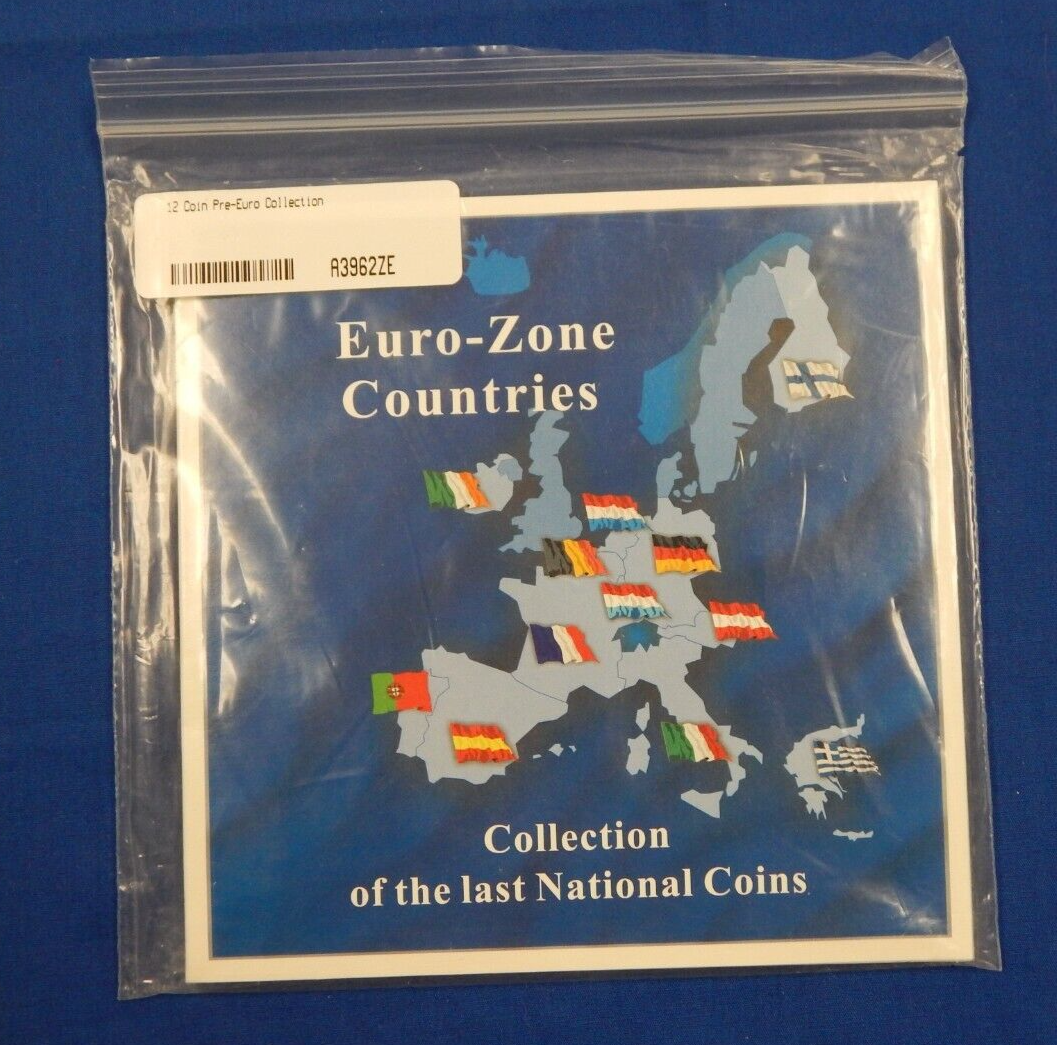 12 Coin Pre-Euro Collection
A3962ZE
Euro-Zone
Countries
Collection
of the last National Coins